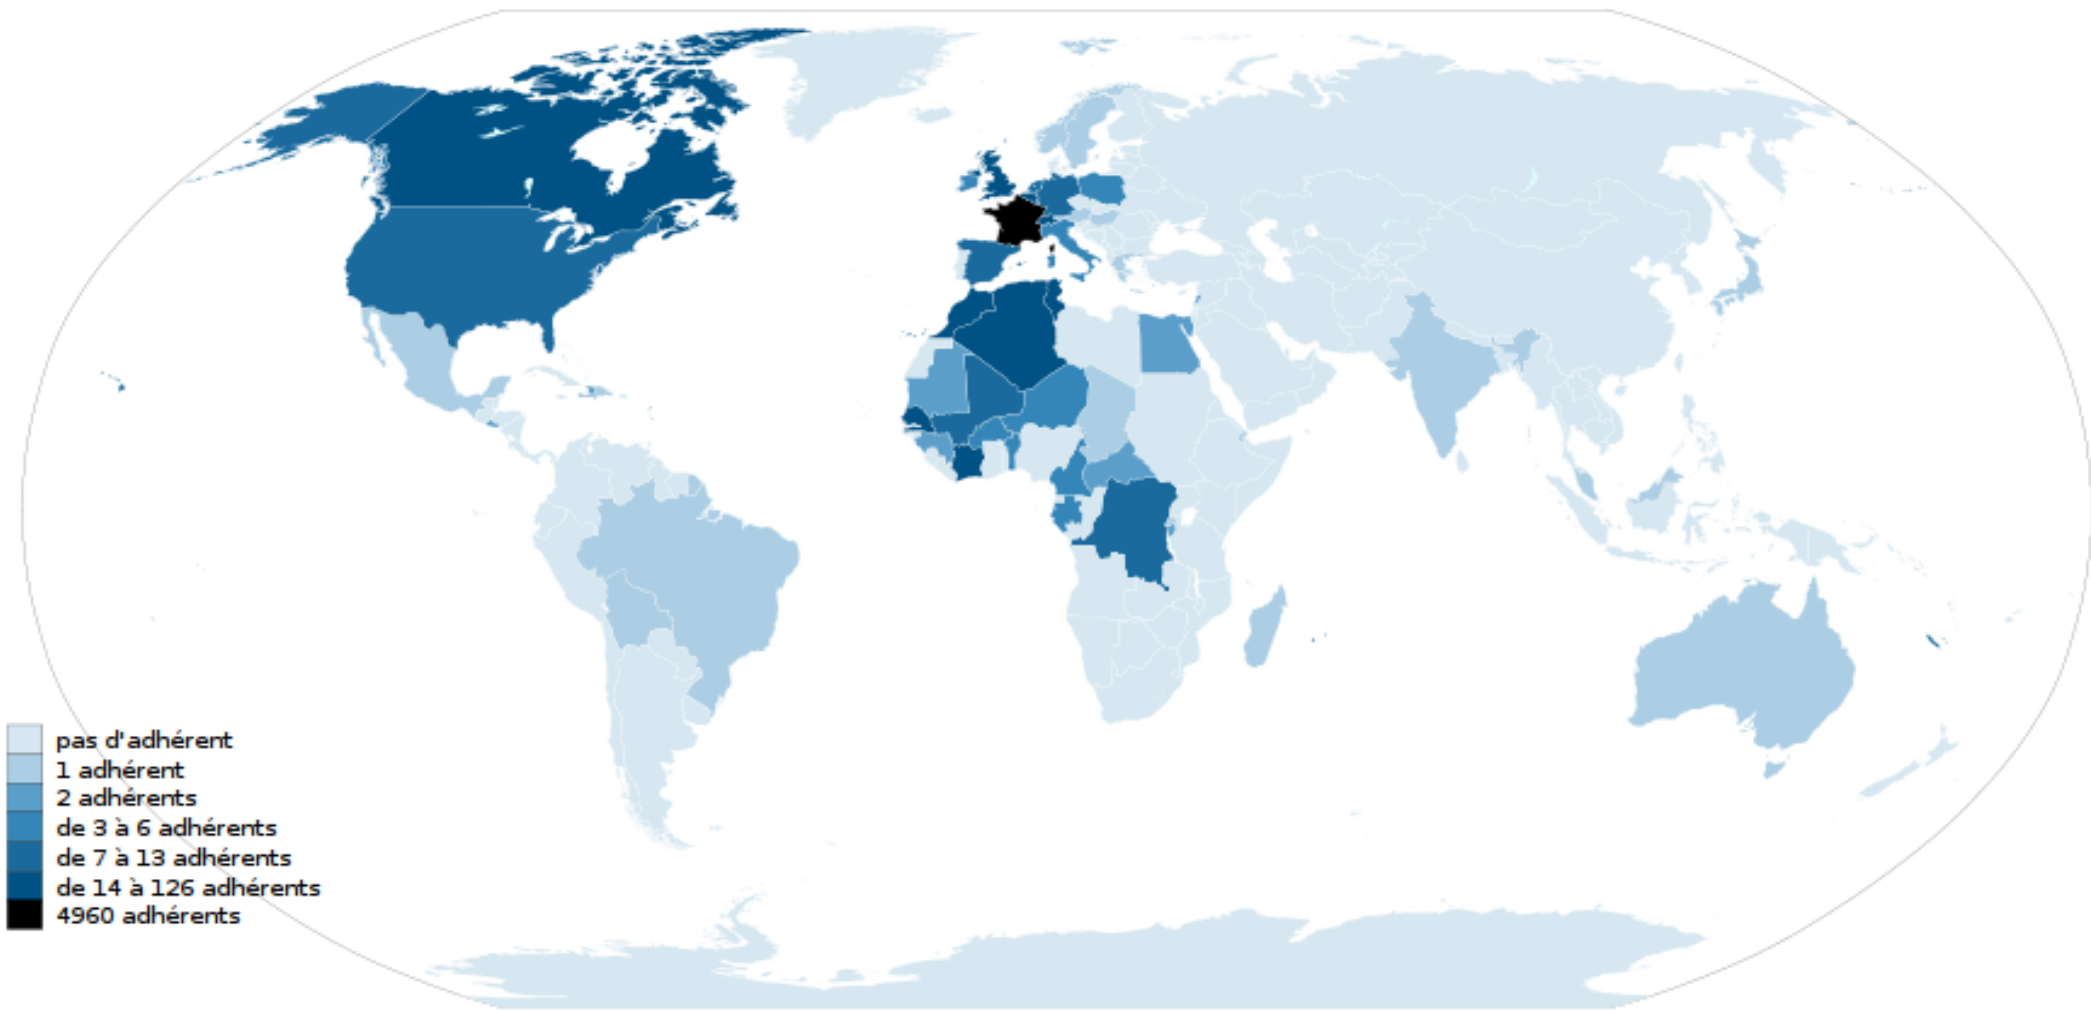 pas d'adhérent
1 adhérent
2 adhérents
de 3 à 6 adhérents
de 7 à 13 adhérents
de 14 à 126 adhérents
4960 adhérents